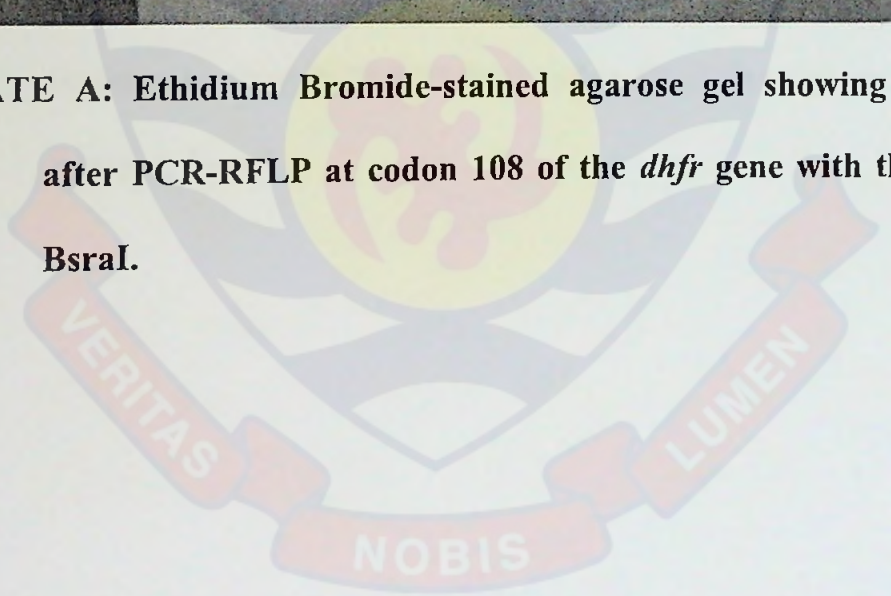 ATE A: Ethidium Bromide-stained agarose gel showing
after PCR-RFLP at codon 108 of the dhfr gene with
BsraI.
VERITAS
NOBIS
LUMEN